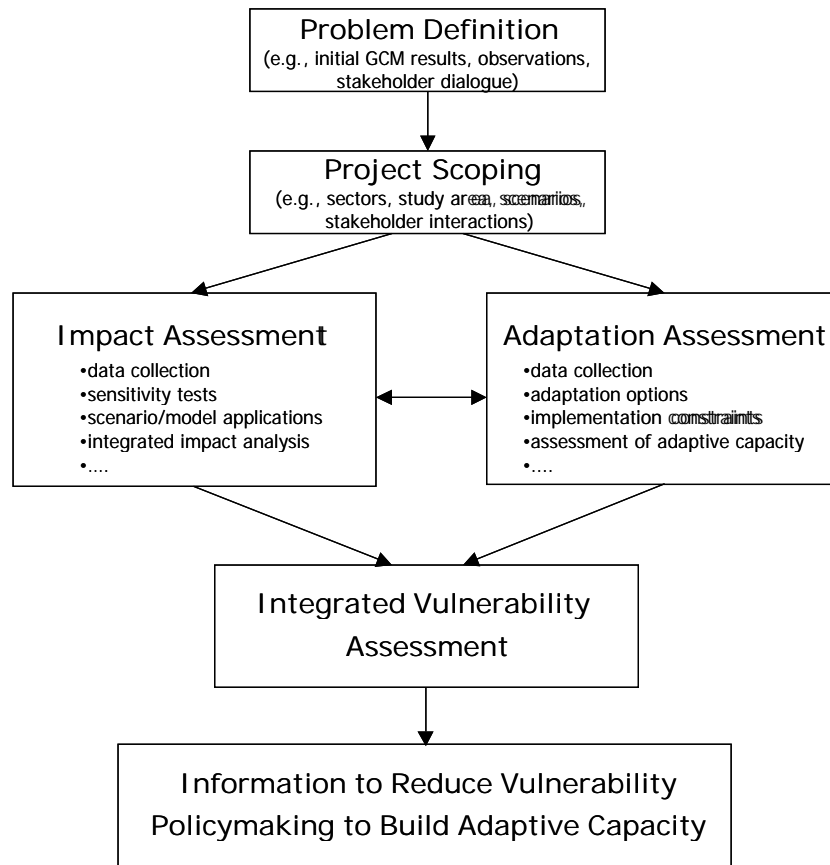 Problem Definition
(e.g., initial GCM results, observations,
stakeholder dialogue)
Project Scoping
(e.g., sectors, study area, scenarios,
stakeholder interactions)
Impact Assessment
•data collection
•sensitivity tests
•scenario/model applications
•integrated impact analysis
•....
Adaptation Assessment
•data collection
•adaptation options
•implementation constraints
•assessment of adaptive capacity
•....
Integrated Vulnerability
Assessment
Information to Reduce Vulnerability
Policymaking to Build Adaptive Capacity